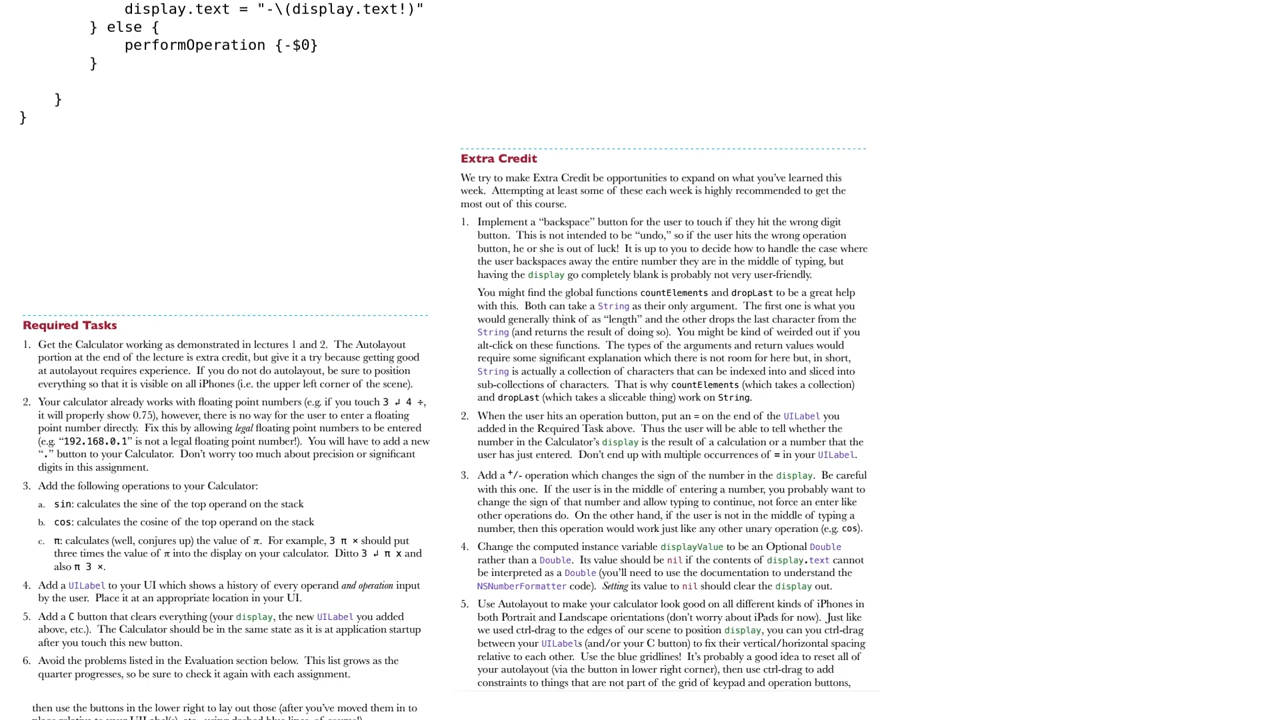 display.text = "-\(display.text!)"
} else {
performOperation {-$0}
}
}
}
Required Tasks
1. Get the Calculator working as demonstrated in lectures 1 and 2. The Autolayout
portion at the end of the lecture is extra credit, but give it a try because getting good
at autolayout requires experience. If you do not do autolayout, be sure to position
everything so that it is visible on all iPhones (i.e. the upper left corner of the scene).
2. Your calculator already works with floating point numbers (e.g. if you touch 3 ↲ 4 ÷,
it will properly show 0.75), however, there is no way for the user to enter a floating
point number directly. Fix this by allowing legal floating point numbers to be entered
(e.g. “192.168.0.1” is not a legal floating point number!). You will have to add a new
“.” button to your Calculator. Don’t worry too much about precision or significant
digits in this assignment.
3. Add the following operations to your Calculator:
a. sin: calculates the sine of the top operand on the stack
b. cos: calculates the cosine of the top operand on the stack
c. π: calculates (well, conjures up) the value of π. For example, 3 π × should put
three times the value of π into the display on your calculator. Ditto 3 ↲ π x and
also π 3 ×.
4. Add a UILabel to your UI which shows a history of every operand and operation input
by the user. Place it at an appropriate location in your UI.
5. Add a C button that clears everything (your display, the new UILabel you added
above, etc.). The Calculator should be in the same state as it is at application startup
after you touch this new button.
6. Avoid the problems listed in the Evaluation section below. This list grows as the
quarter progresses, so be sure to check it again with each assignment.
Extra Credit
We try to make Extra Credit be opportunities to expand on what you’ve learned this
week. Attempting at least some of these each week is highly recommended to get the
most out of this course.
1. Implement a “backspace” button for the user to touch if they hit the wrong digit
button. This is not intended to be “undo,” so if the user hits the wrong operation
button, he or she is out of luck! It is up to you to decide how to handle the case where
the user backspaces away the entire number they are in the middle of typing, but
having the display go completely blank is probably not very user-friendly.
You might find the global functions countElements and dropLast to be a great help
with this. Both can take a String as their only argument. The first one is what you
would generally think of as “length” and the other drops the last character from the
String (and returns the result of doing so). You might be kind of weirded out if you
alt-click on these functions. The types of the arguments and return values would
require some significant explanation which there is not room for here but, in short,
String is actually a collection of characters that can be indexed into and sliced into
sub-collections of characters. That is why countElements (which takes a collection)
and dropLast (which takes a sliceable thing) work on String.
2. When the user hits an operation button, put an = on the end of the UILabel you
added in the Required Task above. Thus the user will be able to tell whether the
number in the Calculator’s display is the result of a calculation or a number that the
user has just entered. Don’t end up with multiple occurrences of = in your UILabel.
3. Add a +/- operation which changes the sign of the number in the display. Be careful
with this one. If the user is in the middle of entering a number, you probably want to
change the sign of that number and allow typing to continue, not force an enter like
other operations do. On the other hand, if the user is not in the middle of typing a
number, then this operation would work just like any other unary operation (e.g. cos).
4. Change the computed instance variable displayValue to be an Optional Double
rather than a Double. Its value should be nil if the contents of display.text cannot
be interpreted as a Double (you’ll need to use the documentation to understand the
NSNumberFormatter code). Setting its value to nil should clear the display out.
5. Use Autolayout to make your calculator look good on all different kinds of iPhones in
both Portrait and Landscape orientations (don’t worry about iPads for now). Just like
we used ctrl-drag to the edges of our scene to position display, you can you ctrl-drag
between your UILabels (and/or your C button) to fix their vertical/horizontal spacing
relative to each other. Use the blue gridlines! It’s probably a good idea to reset all of
your autolayout (via the button in lower right corner), then use ctrl-drag to add
constraints to things that are not part of the grid of keypad and operation buttons,
then use the buttons in the lower right to lay out those (after you’ve moved them in to